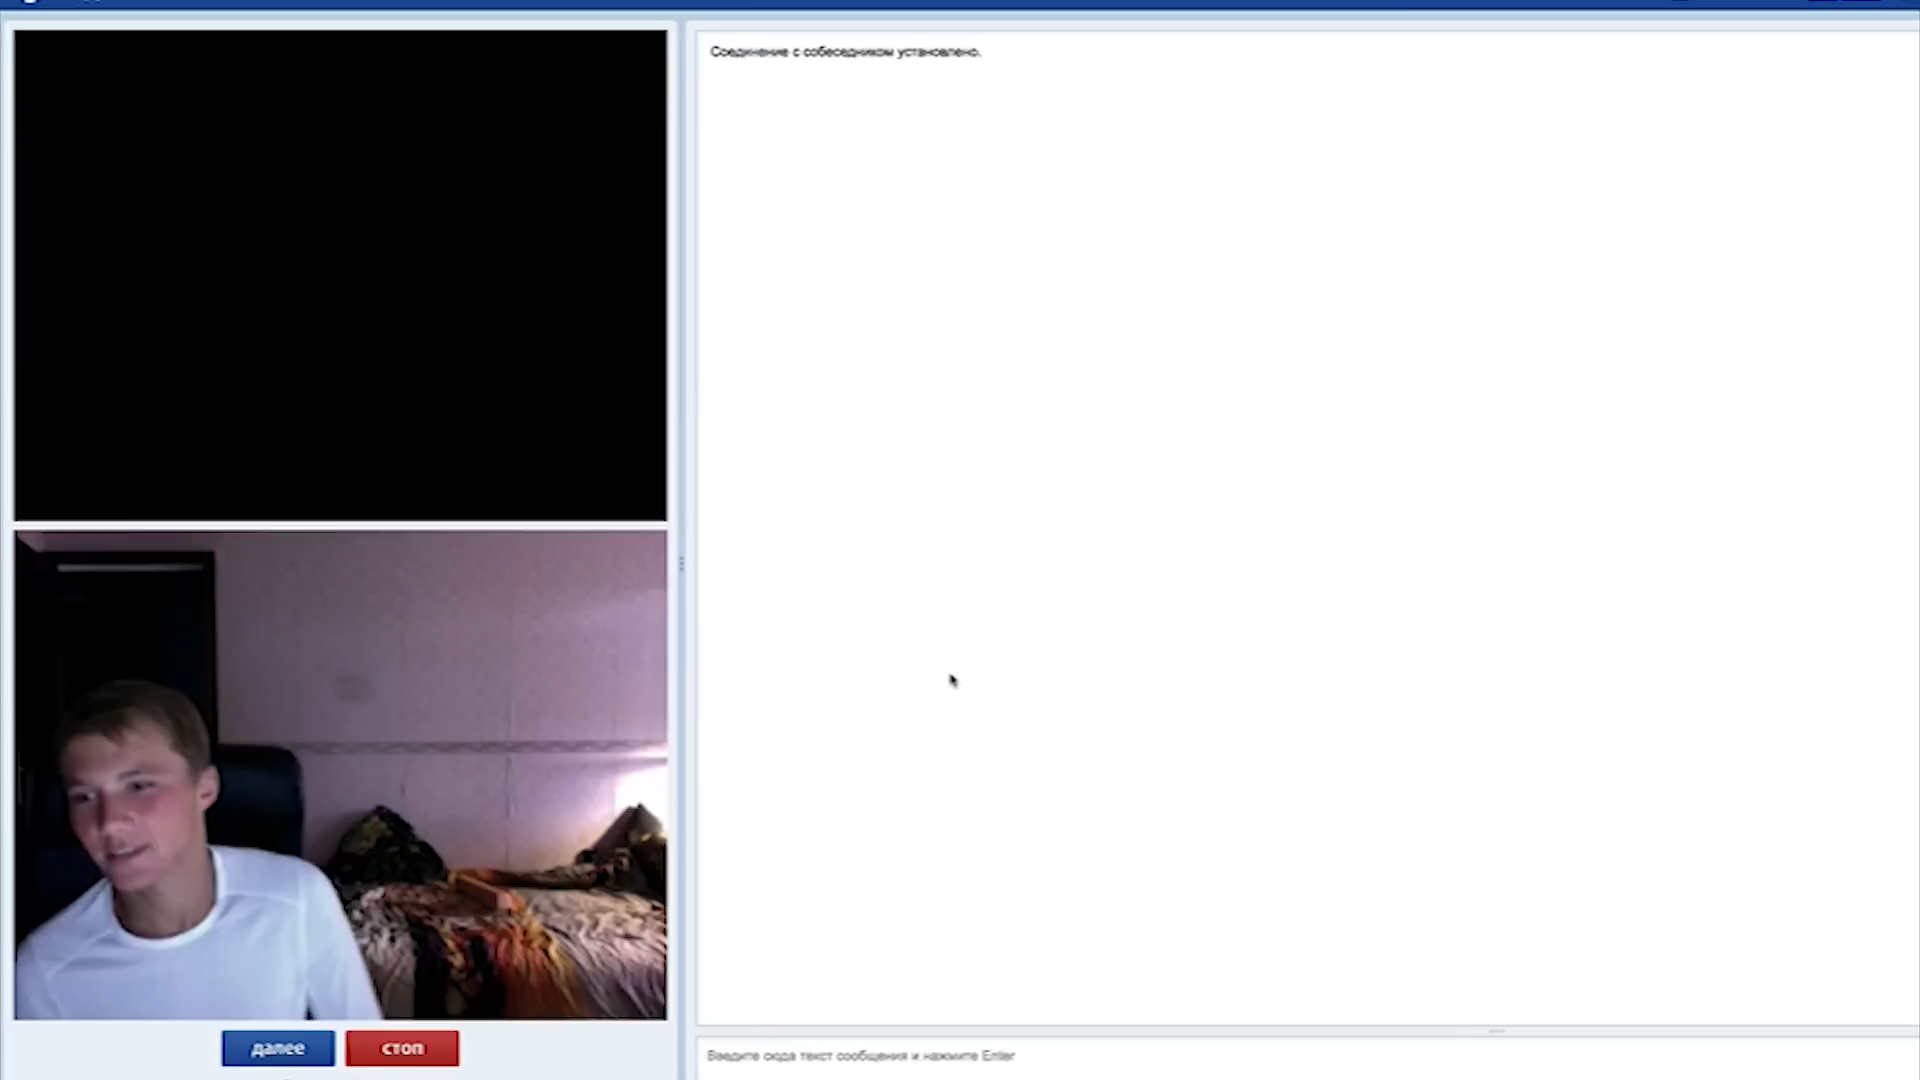 Соединение с собеседником установлено.
далее
стоп
Введите сюда текст сообщения и нажмите Enter